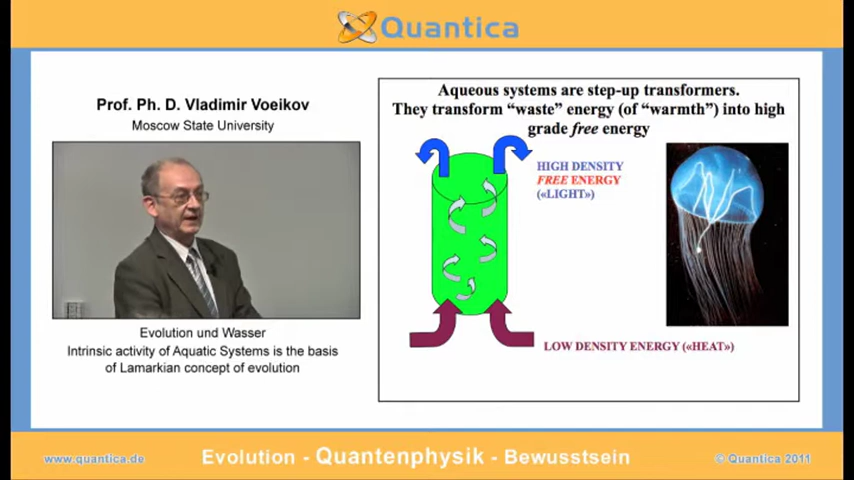 Quantica
Prof. Ph. D. Vladimir Voeikov
Moscow State University
Evolution und Wasser
Intrinsic activity of Aquatic Systems is the basis
of Lamarkian concept of evolution
Aqueous systems are step-up transformers.
They transform “waste” energy (of “warmth”) into high
grade free energy
HIGH DENSITY
FREE ENERGY
(«LIGHT»)
LOW DENSITY ENERGY («HEAT»)
www.quantica.de
Evolution - Quantenphysik - Bewusstsein
© Quantica 2011